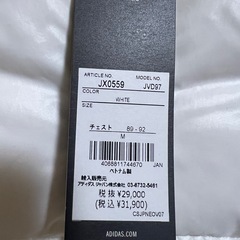 ARTICLE NO. MODEL NO.
JX0559 JVD97
COLOR
WHITE
SIZE
チェスト 89 - 92
M
4066811744670 JAN
ベトナム製
輸入販売元
アディダス ジャパン株式会社 03-6732-5461
税抜 ¥29,000
(税込 ¥31,900)
CSJPNEOV07
ADIDAS.COM